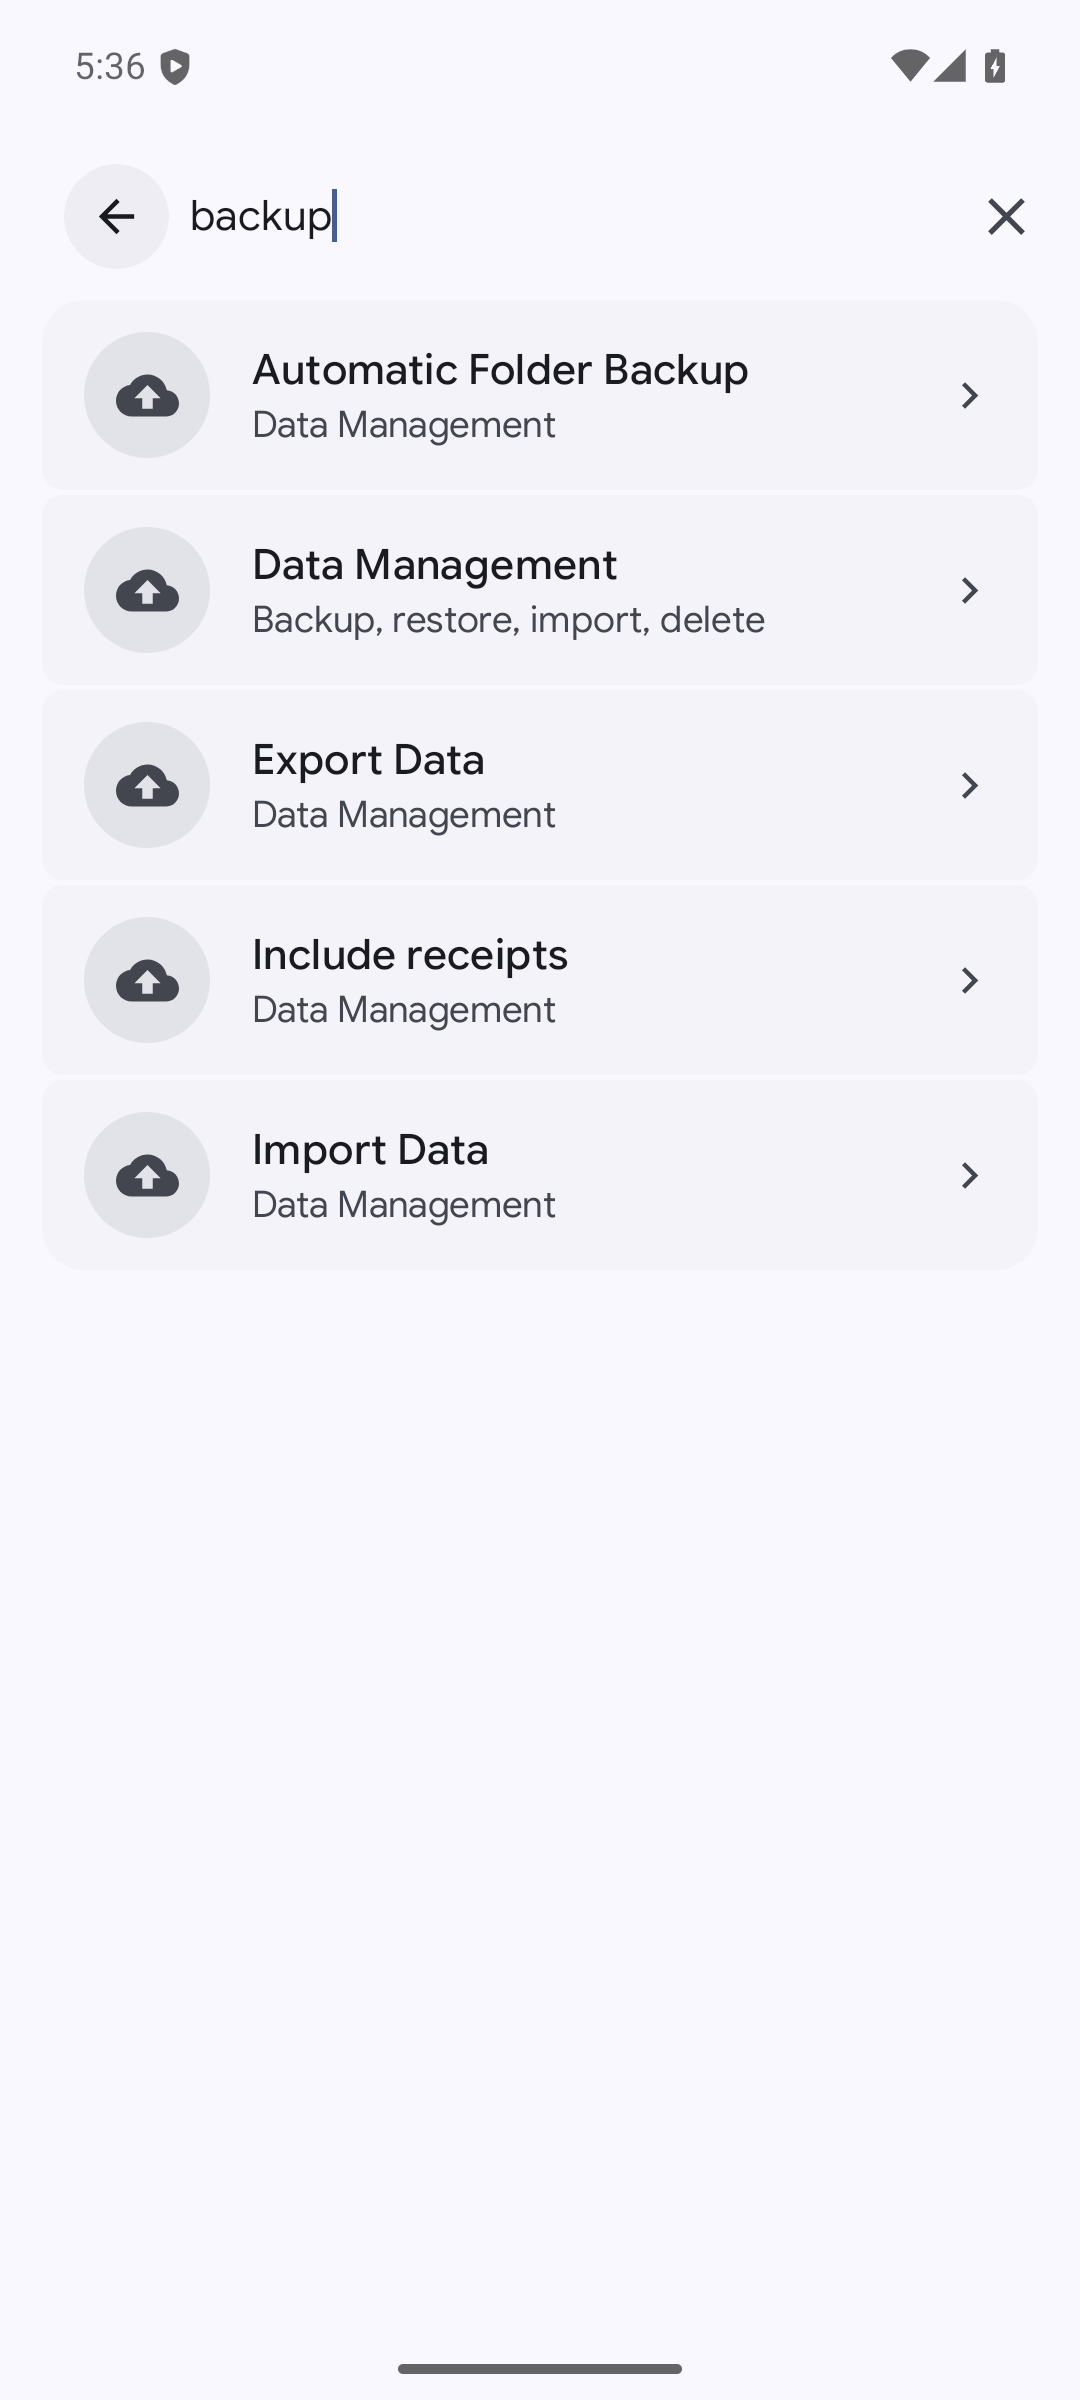 5:36
backup
Automatic Folder Backup
Data Management
Data Management
Backup, restore, import, delete
Export Data
Data Management
Include receipts
Data Management
Import Data
Data Management